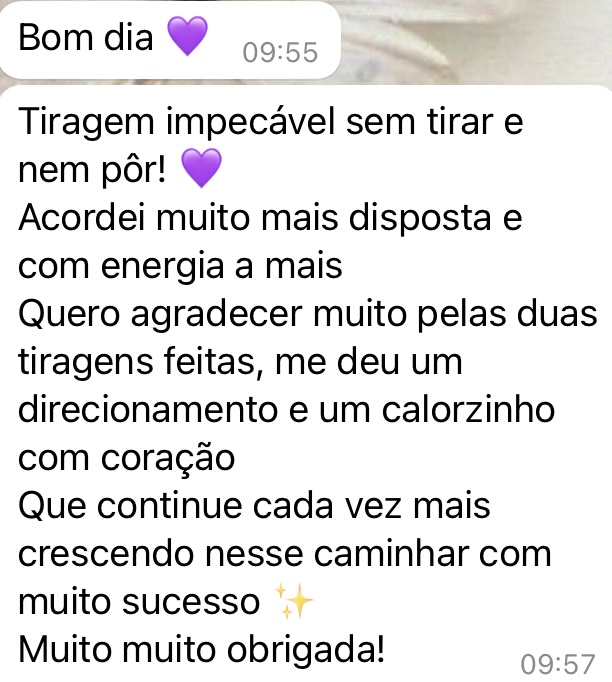 Bom dia 💜 09:55
Tiragem impecável sem tirar e
nem pôr! 💜
Acordei muito mais disposta e
com energia a mais
Quero agradecer muito pelas duas
tiragens feitas, me deu um
direcionamento e um calorzinho
com coração
Que continue cada vez mais
crescendo nesse caminhar com
muito sucesso ✨
Muito muito obrigada! 09:57